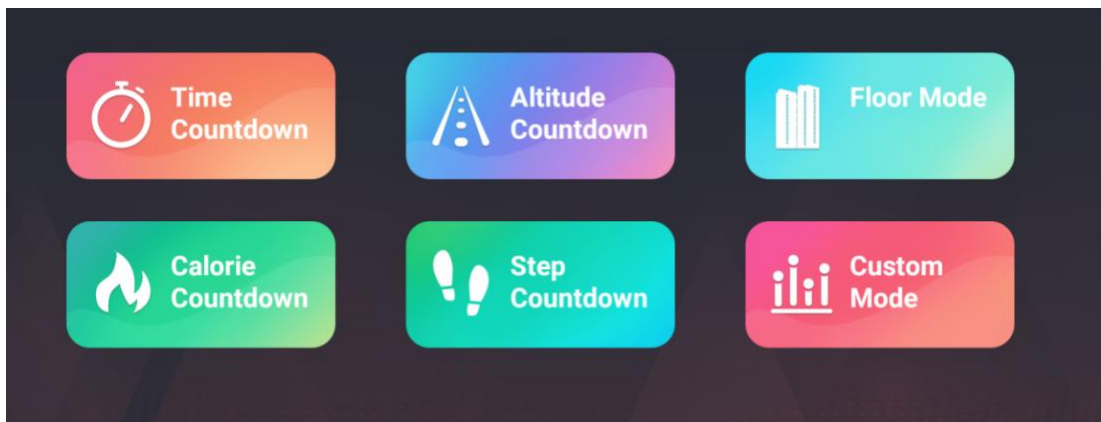 Time
Countdown
Altitude
Countdown
Floor Mode
Calorie
Countdown
Step
Countdown
Custom
Mode